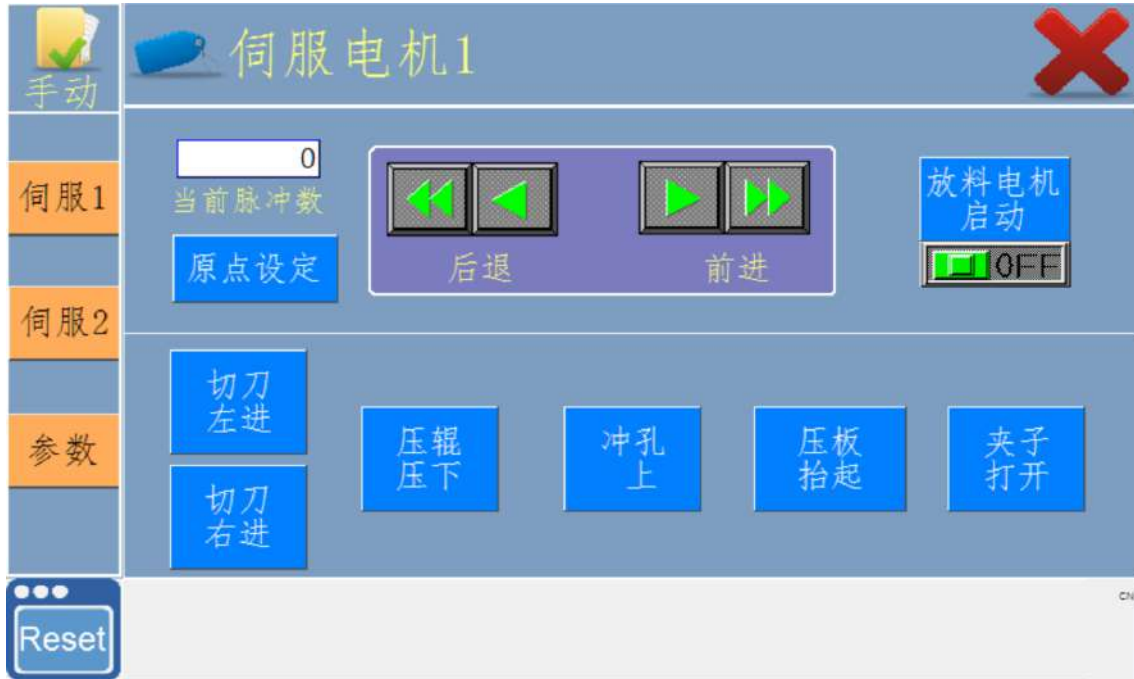 手动
伺服电机1
伺服1
伺服2
参数
0
当前脉冲数
原点设定
后退
前进
放料电机
启动
OFF
切刀
左进
切刀
右进
压辊
压下
冲孔
上
压板
抬起
夹子
打开
Reset
CN